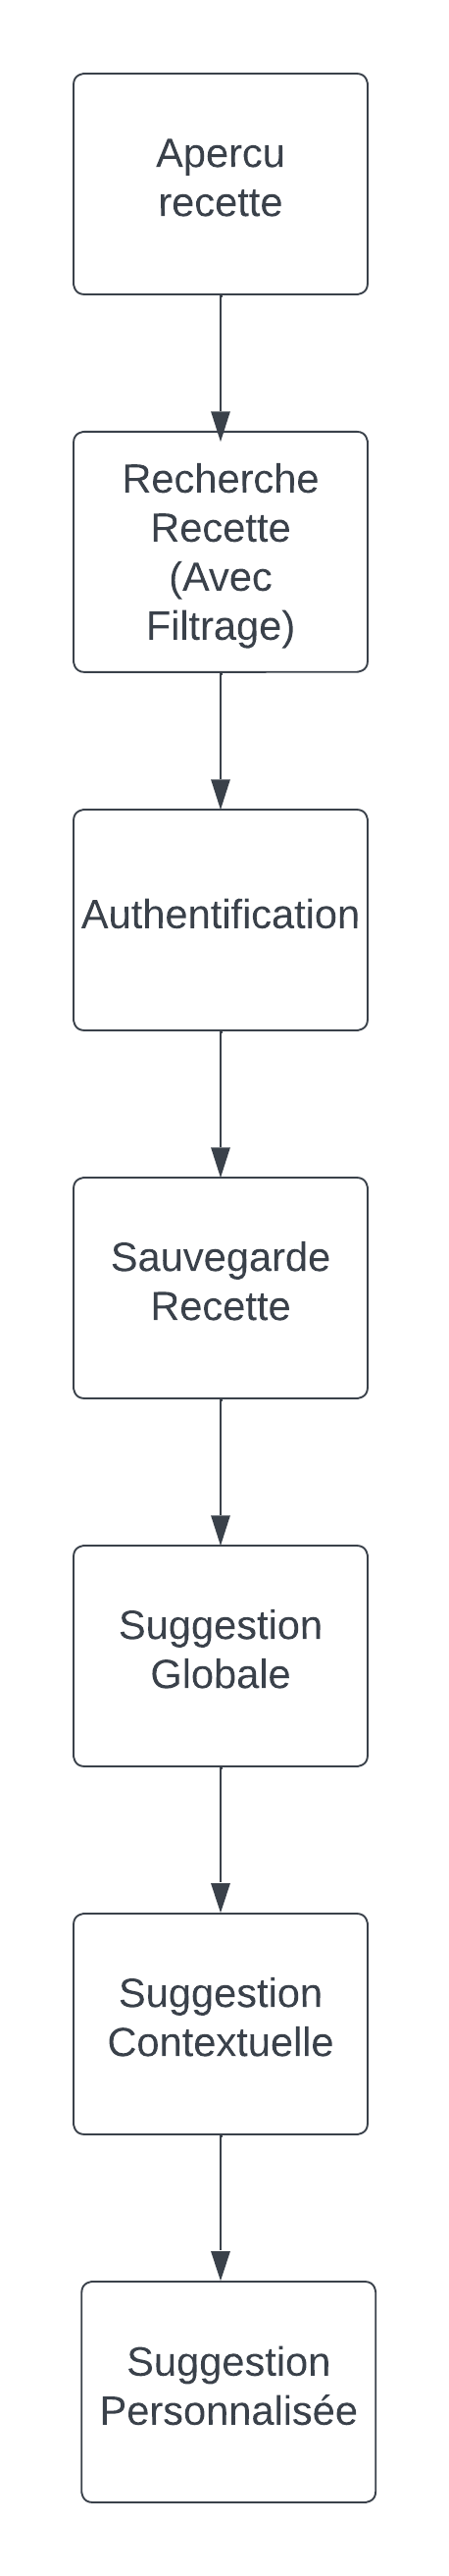 Apercu
recette
Recherche
Recette
(Avec
Filtrage)
Authentification
Sauvegarde
Recette
Suggestion
Globale
Suggestion
Contextuelle
Suggestion
Personnalisée